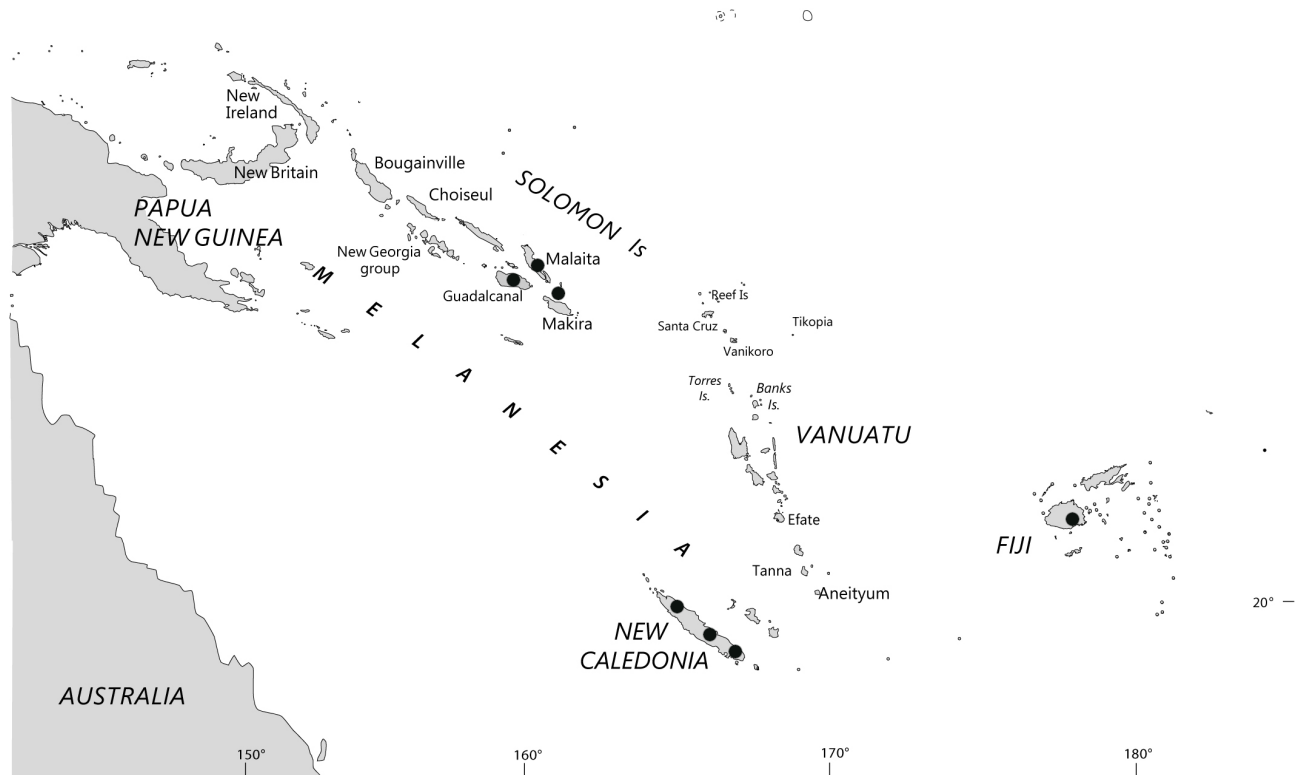 New
Ireland
New Britain
Bougainville
Choiseul
SOLOMON Is
PAPUA
NEW GUINEA
New Georgia
group
Malaita
Guadalcanal
Makira
MELANESIA
Reef Is
Santa Cruz
Tikopia
Vanikoro
Torres
Is.
Banks
Is.
VANUATU
Efate
FIJI
Tanna
Aneityum
20°
NEW
CALEDONIA
AUSTRALIA
150°
160°
170°
180°